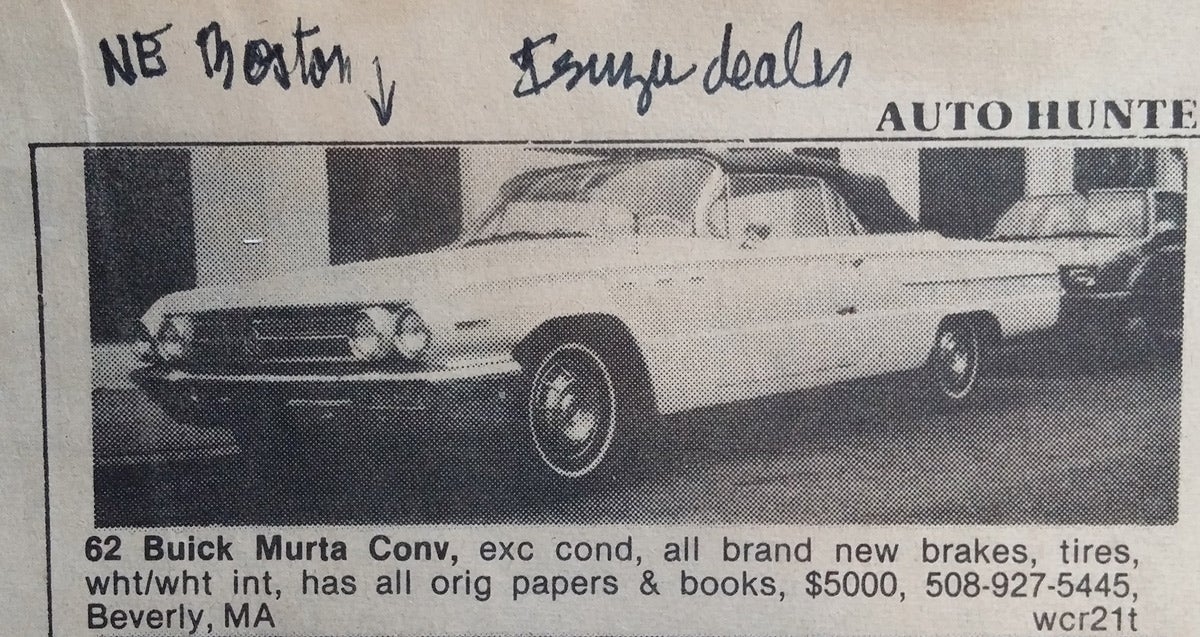 NE Boston ↓ Isuzu dealer
AUTO HUNTE
62 Buick Murta Conv, exc cond, all brand new brakes, tires,
wht/wht int, has all orig papers & books, $5000, 508-927-5445,
Beverly, MA wcr21t